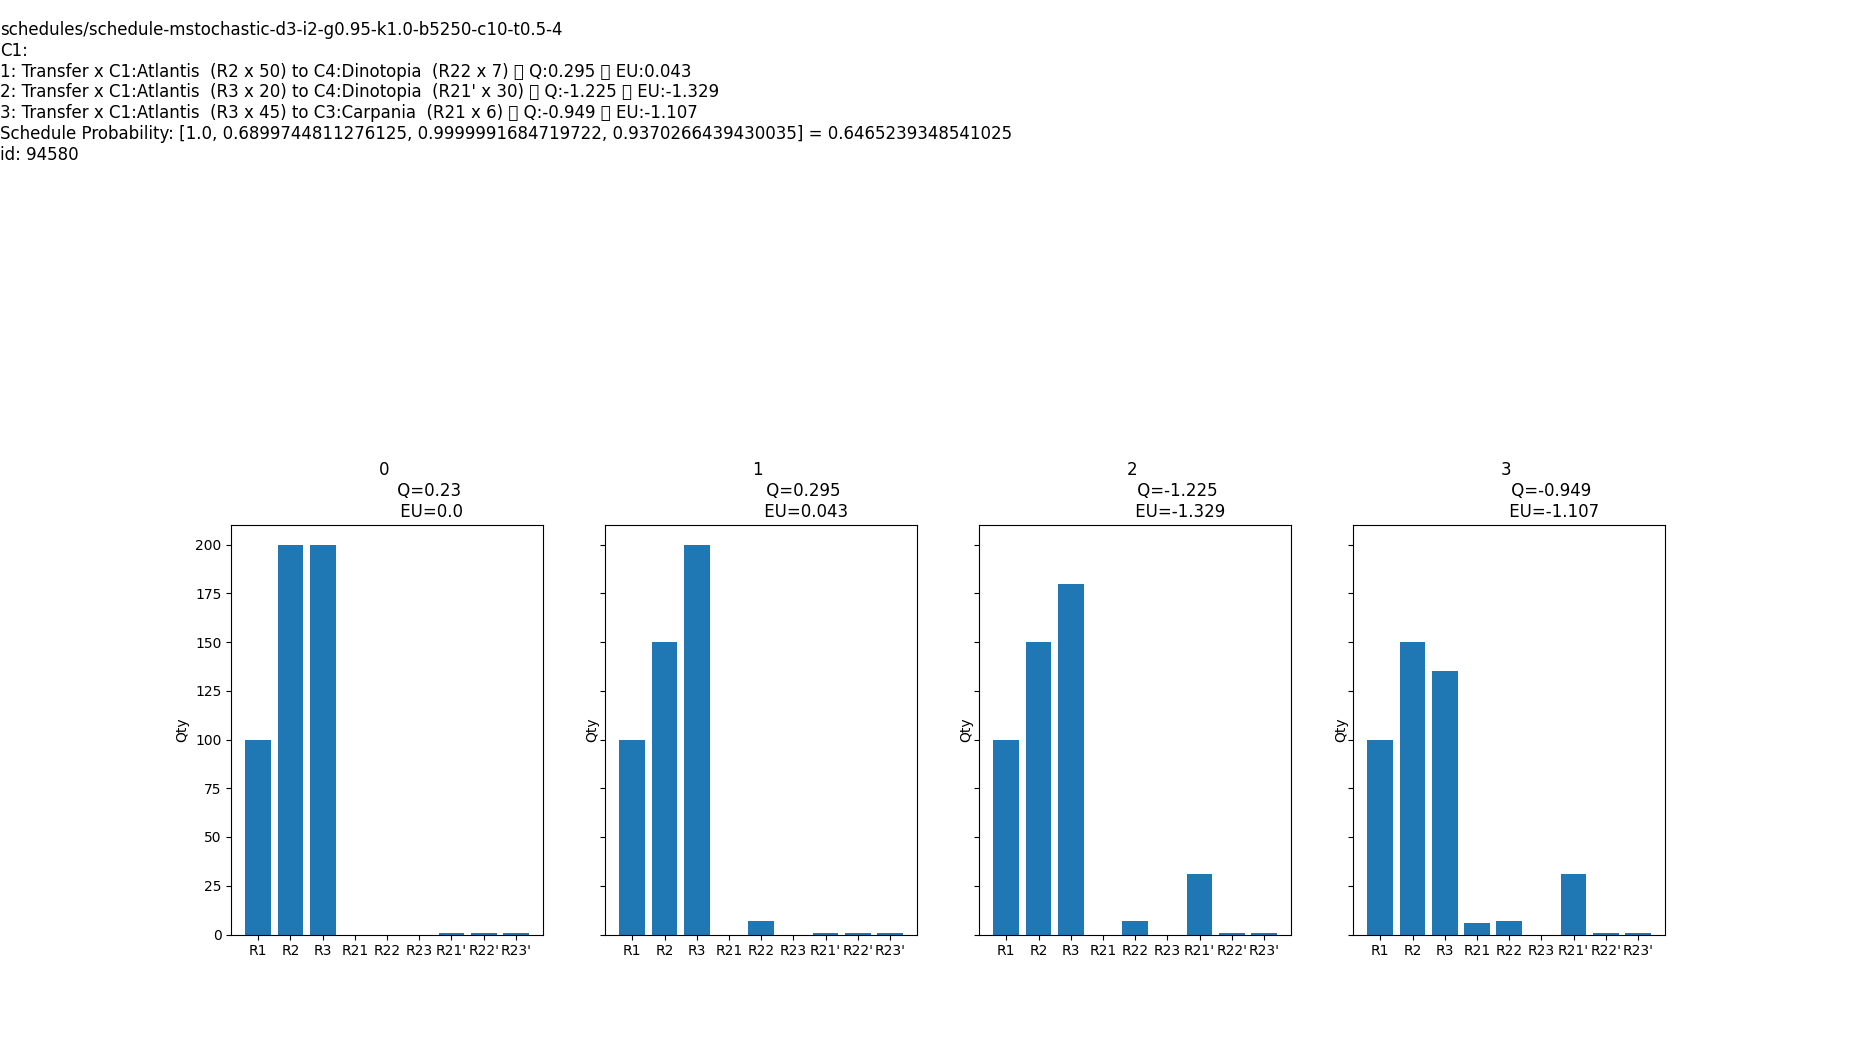 schedules/schedule-mstochastic-d3-i2-g0.95-k1.0-b5250-c10-t0.5-4
C1:
1: Transfer x C1:Atlantis  (R2 x 50) to C4:Dinotopia  (R22 x 7) ▯ Q:0.295 ▯ EU:0.043
2: Transfer x C1:Atlantis  (R3 x 20) to C4:Dinotopia  (R21' x 30) ▯ Q:-1.225 ▯ EU:-1.329
3: Transfer x C1:Atlantis  (R3 x 45) to C3:Carpania  (R21 x 6) ▯ Q:-0.949 ▯ EU:-1.107
Schedule Probability: [1.0, 0.6899744811276125, 0.9999991684719722, 0.9370266439430035] = 0.6465239348541025
id: 94580
0
Q=0.23
EU=0.0
200
175
150
125
100
75
50
25
0
Qty
R1 R2 R3 R21 R22 R23 R21' R22' R23'
1
Q=0.295
EU=0.043
Qty
R1 R2 R3 R21 R22 R23 R21' R22' R23'
2
Q=-1.225
EU=-1.329
Qty
R1 R2 R3 R21 R22 R23 R21' R22' R23'
3
Q=-0.949
EU=-1.107
Qty
R1 R2 R3 R21 R22 R23 R21' R22' R23'